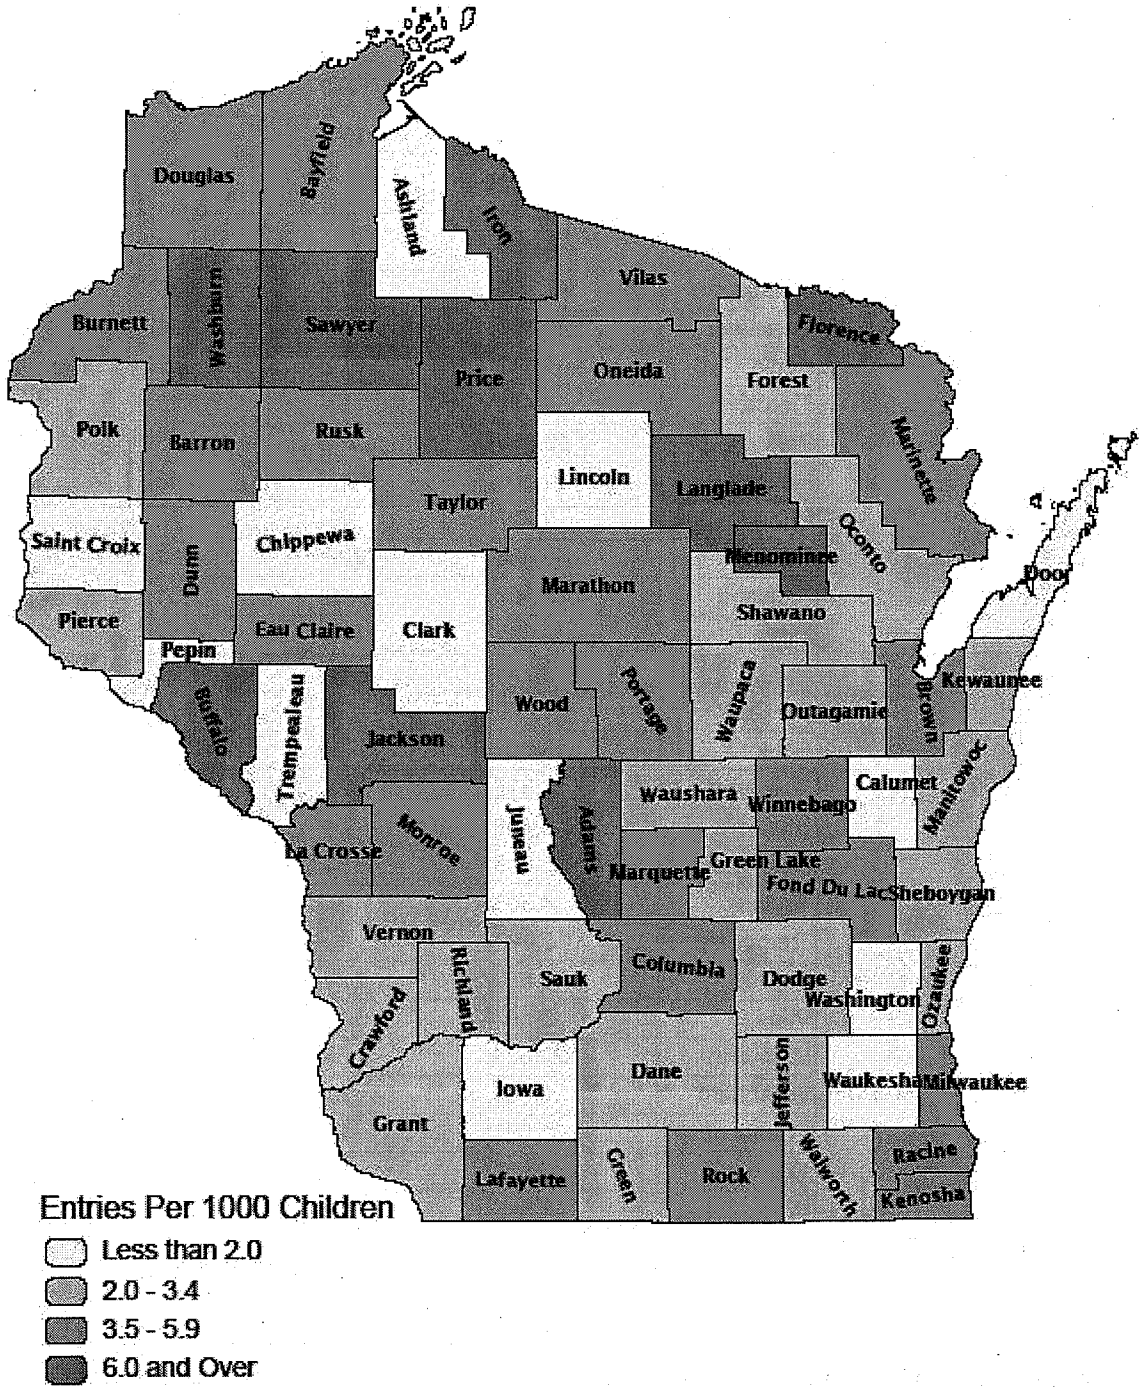 Bayfield
Douglas
Ashland
Iron
Vilas
Burnett
Washburn
Sawyer
Florence
Price
Oneida
Forest
Polk
Barron
Rusk
Marinette
Taylor
Lincoln
Langlade
Saint Croix
Chippewa
Oconto
Dunn
Marathon
Menominee
Door
Pierce
Eau Claire
Clark
Shawano
Pepin
Kewaunee
Buffalo
Trempealeau
Jackson
Wood
Portage
Waupaca
Outagamie
Brown
Juneau
Adams
Waushara
Winnebago
Calumet
Manitowoc
La Crosse
Monroe
Marquette
Green Lake
Fond Du Lac
Sheboygan
Vernon
Richland
Sauk
Columbia
Dodge
Washington
Ozaukee
Crawford
Iowa
Dane
Jefferson
Waukesha
Milwaukee
Grant
Lafayette
Green
Rock
Walworth
Racine
Kenosha
Entries Per 1000 Children
Less than 2.0
2.0 - 3.4
3.5 - 5.9
6.0 and Over